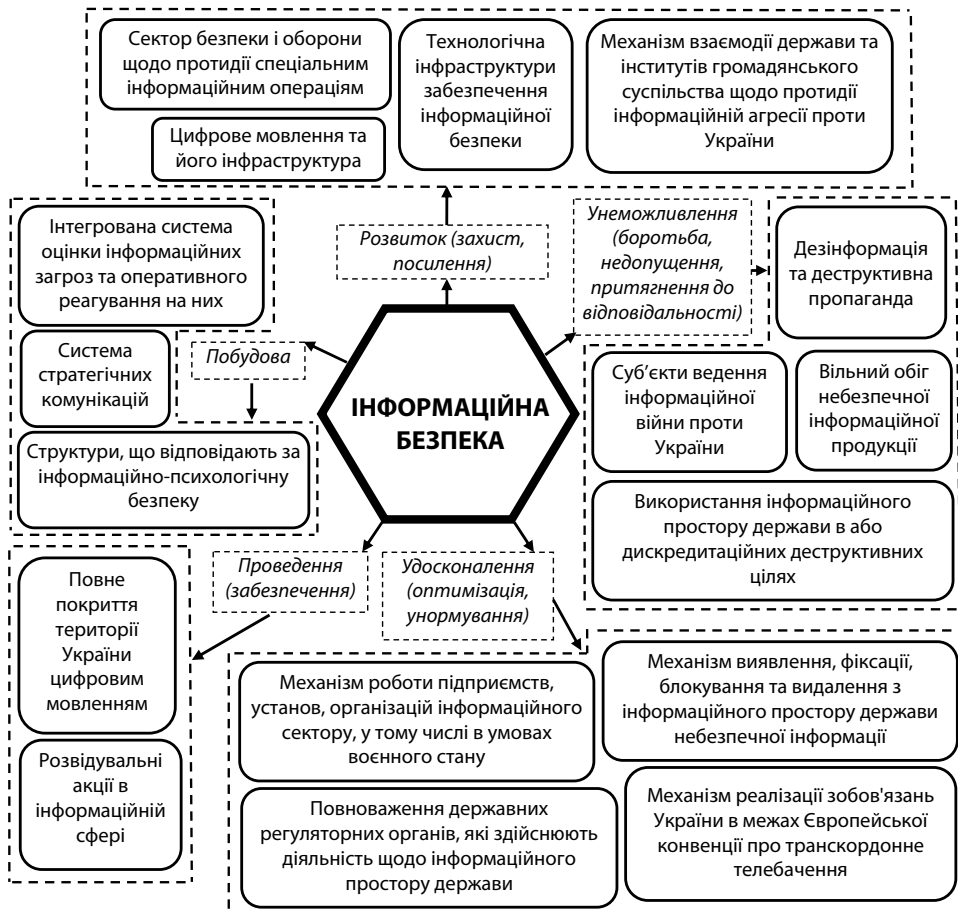 Сектор безпеки і оборони
щодо протидії спеціальним
інформаційним операціям
Цифрове мовлення та
його інфраструктура
Технологічна
інфраструктури
забезпечення
інформаційної
безпеки
Механізм взаємодії держави та
інститутів громадянського
суспільства щодо протидії
інформаційній агресії проти
України
Інтегрована система
оцінки інформаційних
загроз та оперативного
реагування на них
Система
стратегічних
комунікацій
Структури, що відповідають за
інформаційно-психологічну
безпеку
Побудова
Розвиток (захист,
посилення)
Унеможливлення
(боротьба,
недопущення,
притягнення до
відповідальності)
Дезінформація
та деструктивна
пропаганда
Суб’єкти ведення
інформаційної
війни проти
України
Вільний обіг
небезпечної
інформаційної
продукції
Використання інформаційного
простору держави в або
дискредитаційних деструктивних
цілях
ІНФОРМАЦІЙНА
БЕЗПЕКА
Проведення
(забезпечення)
Удосконалення
(оптимізація,
унормування)
Повне
покриття
території
України
цифровим
мовленням
Розвідувальні
акції в
інформаційній
сфері
Механізм роботи підприємств,
установ, організацій інформаційного
сектору, у тому числі в умовах
воєнного стану
Повноваження державних
регуляторних органів, які здійснюють
діяльність щодо інформаційного
простору держави
Механізм виявлення, фіксації,
блокування та видалення з
інформаційного простору держави
небезпечної інформації
Механізм реалізації зобов'язань
України в межах Європейської
конвенції про транскордонне
телебачення